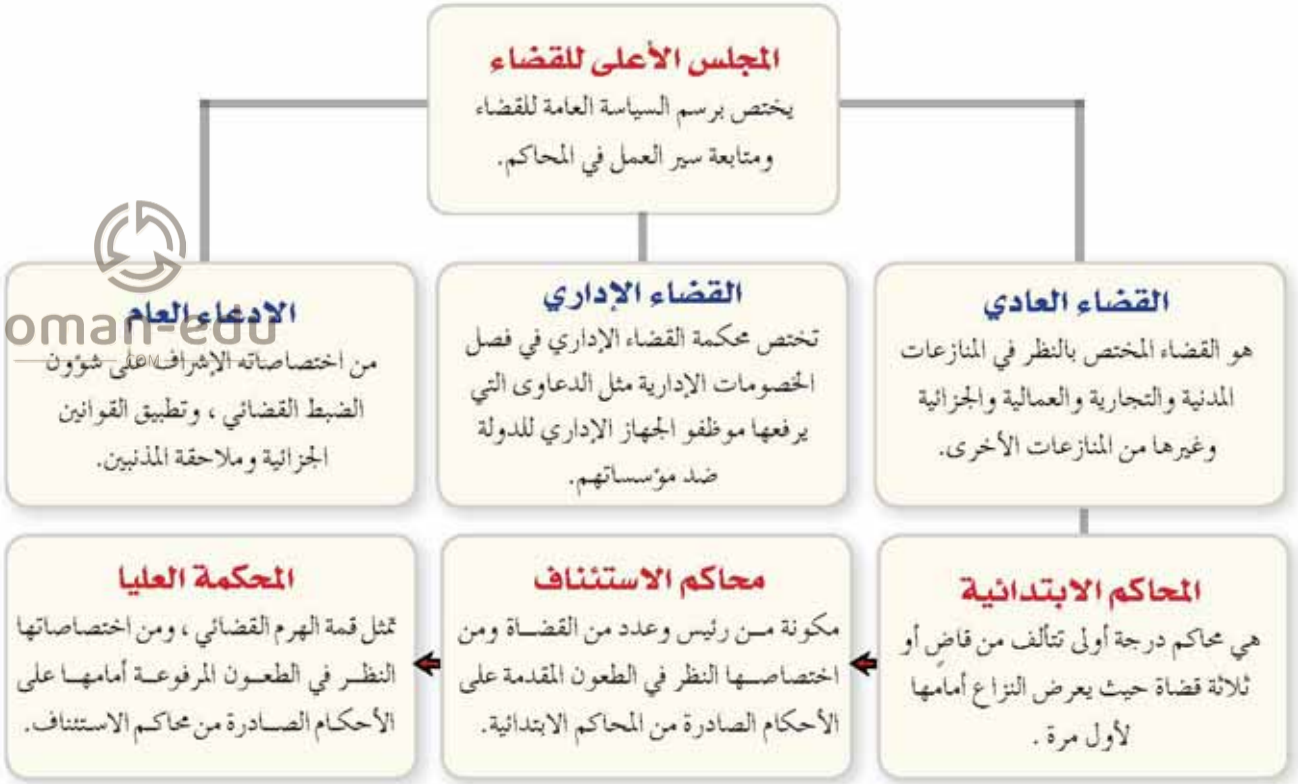 المجلس الأعلى للقضاء
يختص برسم السياسة العامة للقضاء
ومتابعة سير العمل في المحاكم.
القضاء العادي
هو القضاء المختص بالنظر في المنازعات
المدنية والتجارية والعمالية والجزائية
وغيرها من المنازعات الأخرى.
القضاء الإداري
تختص محكمة القضاء الإداري في فصل
الخصومات الإدارية مثل الدعاوى التي
يرفعها موظفو الجهاز الإداري للدولة
ضد مؤسساتهم.
الادعاء العام
من اختصاصاته الإشراف على شؤون
الضبط القضائي ، وتطبيق القوانين
الجزائية وملاحقة المذنبين.
oman-edu
.COM
المحاكم الابتدائية
هي محاكم درجة أولى تتألف من قاضٍ أو
ثلاثة قضاة حيث يعرض النزاع أمامها
لأول مرة .
محاكم الاستئناف
مكونة من رئيس وعدد من القضاة ومن
اختصاصها النظر في الطعون المقدمة على
الأحكام الصادرة من المحاكم الابتدائية.
المحكمة العليا
تمثل قمة الهرم القضائي ، ومن اختصاصاتها
النظر في الطعون المرفوعة أمامها على
الأحكام الصادرة من محاكم الاستئناف.